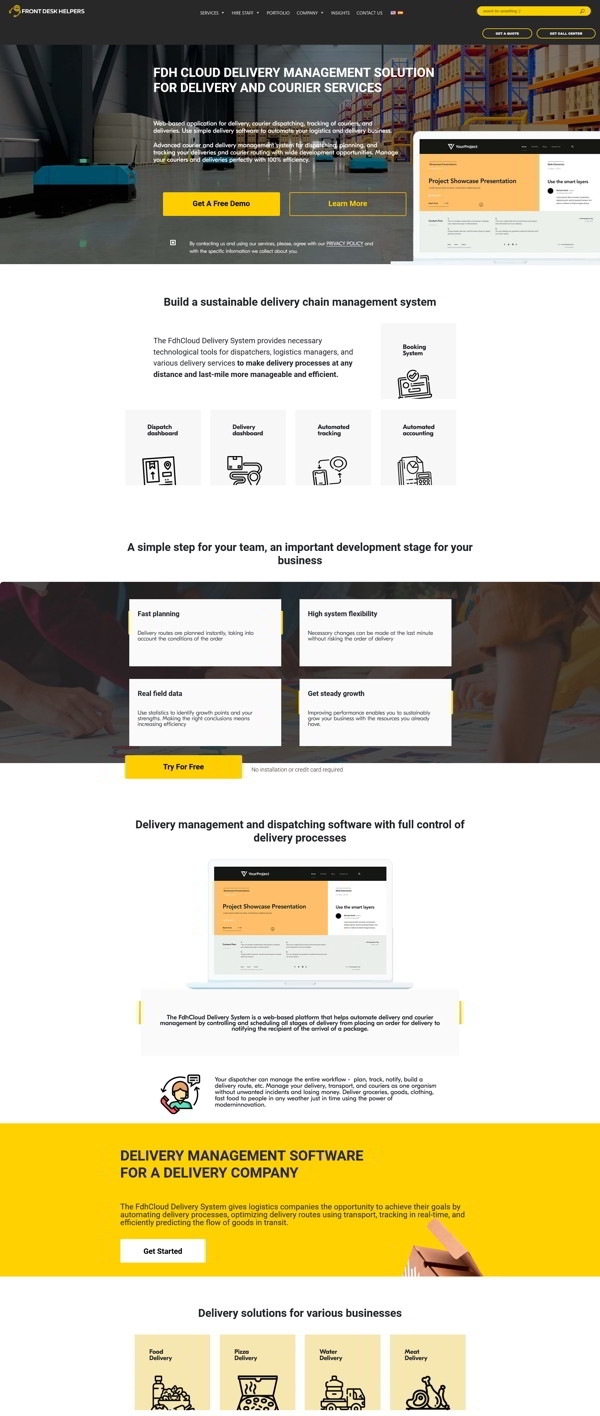 FRONT DESK HELPERS
SERVICES
HIRE STAFF
PORTFOLIO
COMPANY
INSIGHTS
CONTACT US
GET A QUOTE
GET CALL CENTER
FDH CLOUD DELIVERY MANAGEMENT SOLUTION
FOR DELIVERY AND COURIER SERVICES
Web-based application for delivery, courier dispatching, tracking of couriers, and
deliveries. Use simple delivery software to automate your logistics and delivery business.
Advanced courier and delivery management system for dispatching, planning, and
tracking your deliveries and courier routing with wide development opportunities. Manage
your couriers and deliveries perfectly with 100% efficiency.
Get A Free Demo
Learn More
By contacting us and using our services, please, agree with our PRIVACY POLICY and
with the specific information we collect about you.
YourProject
Project Showcase Presentation
Use the smart layers
Build a sustainable delivery chain management system
The FdhCloud Delivery System provides necessary
technological tools for dispatchers, logistics managers, and
various delivery services to make delivery processes at any
distance and last-mile more manageable and efficient.
Booking
System
Dispatch
dashboard
Delivery
dashboard
Automated
tracking
Automated
accounting
A simple step for your team, an important development stage for your
business
Fast planning
Delivery routes are planned instantly, taking into
account the conditions of the order
High system flexibility
Necessary changes can be made at the last minute
without risking the order of delivery
Real field data
Use statistics to identify growth points and your
strengths. Making the right conclusions means
increasing efficiency
Get steady growth
Improving performance enables you to sustainably
grow your business with the resources you already
have.
Try For Free
No installation or credit card required
Delivery management and dispatching software with full control of
delivery processes
YourProject
Project Showcase Presentation
Use the smart layers
The FdhCloud Delivery System is a web-based platform that helps automate delivery and courier
management by controlling and scheduling all stages of delivery from placing an order for delivery to
notifying the recipient of the arrival of a package.
Your dispatcher can manage the entire workflow - plan, track, notify, build a
delivery route, etc. Manage your delivery, transport, and couriers as one organism
without unwanted incidents and losing money. Deliver groceries, goods, clothing,
fast food to people in any weather just in time using the power of
moderninnovation.
DELIVERY MANAGEMENT SOFTWARE
FOR A DELIVERY COMPANY
The FdhCloud Delivery System gives logistics companies the opportunity to achieve their goals by
automating delivery processes, optimizing delivery routes using transport, tracking in real-time, and
efficiently predicting the flow of goods in transit.
Get Started
Delivery solutions for various businesses
Food
Delivery
Pizza
Delivery
Water
Delivery
Meat
Delivery